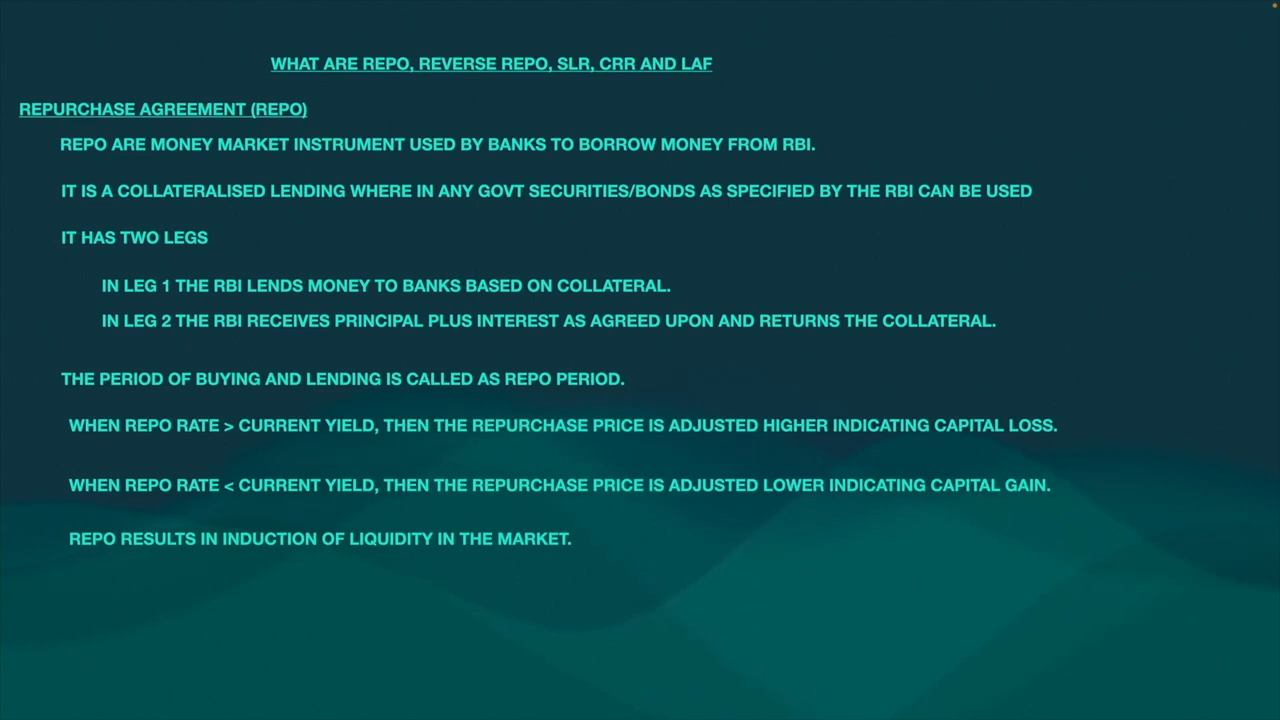 WHAT ARE REPO, REVERSE REPO, SLR, CRR AND LAF
REPURCHASE AGREEMENT (REPO)
REPO ARE MONEY MARKET INSTRUMENT USED BY BANKS TO BORROW MONEY FROM RBI.
IT IS A COLLATERALISED LENDING WHERE IN ANY GOVT SECURITIES/BONDS AS SPECIFIED BY THE RBI CAN BE USED
IT HAS TWO LEGS
IN LEG 1 THE RBI LENDS MONEY TO BANKS BASED ON COLLATERAL.
IN LEG 2 THE RBI RECEIVES PRINCIPAL PLUS INTEREST AS AGREED UPON AND RETURNS THE COLLATERAL.
THE PERIOD OF BUYING AND LENDING IS CALLED AS REPO PERIOD.
WHEN REPO RATE > CURRENT YIELD, THEN THE REPURCHASE PRICE IS ADJUSTED HIGHER INDICATING CAPITAL LOSS.
WHEN REPO RATE < CURRENT YIELD, THEN THE REPURCHASE PRICE IS ADJUSTED LOWER INDICATING CAPITAL GAIN.
REPO RESULTS IN INDUCTION OF LIQUIDITY IN THE MARKET.